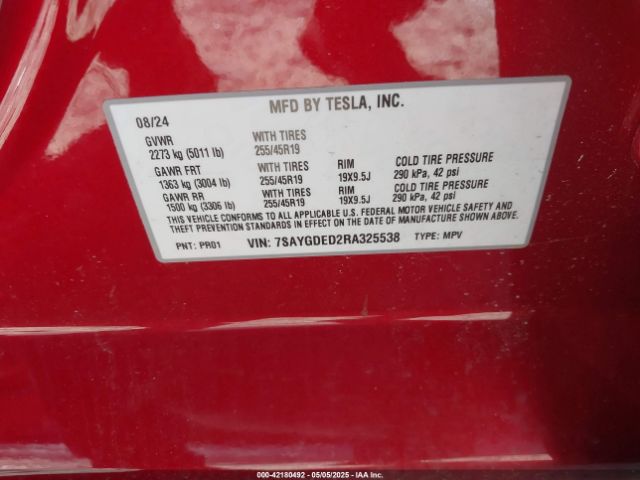 MFD BY TESLA, INC.
08/24
GVWR WITH TIRES
2273 kg (5011 lb) 255/45R19
GAWR FRT WITH TIRES RIM COLD TIRE PRESSURE
1363 kg (3004 lb) 255/45R19 19X9.5J 290 kPa, 42 psi
GAWR RR WITH TIRES RIM COLD TIRE PRESSURE
1500 kg (3306 lb) 255/45R19 19X9.5J 290 kPa, 42 psi
THIS VEHICLE CONFORMS TO ALL APPLICABLE U.S. FEDERAL MOTOR VEHICLE SAFETY AND
THEFT PREVENTION STANDARDS IN EFFECT ON THE DATE OF MANUFACTURE SHOWN ABOVE.
PNT: PR01 VIN: 7SAYGDED2RA325538 TYPE: MPV
000-42180492 - 05/05/2025 - IAA Inc.